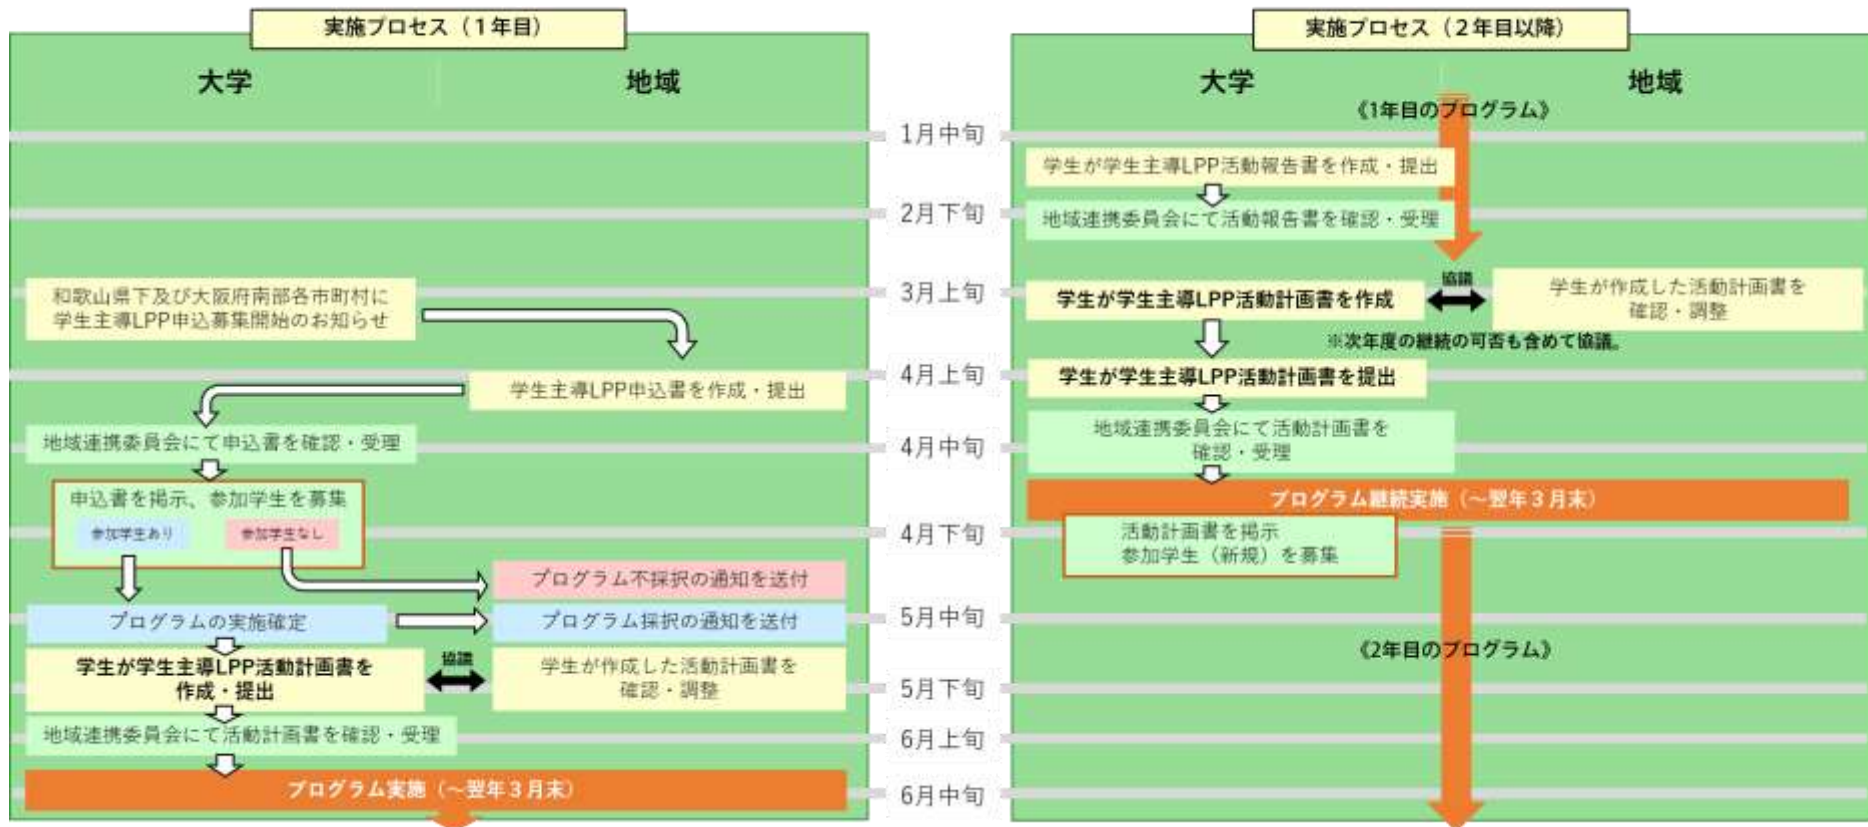 実施プロセス（１年目）
大学
地域
和歌山県下及び大阪府南部各市町村に
学生主導LPP申込募集開始のお知らせ
学生主導LPP申込書を作成・提出
地域連携委員会にて申込書を確認・受理
申込書を掲示、参加学生を募集
参加学生あり
参加学生なし
プログラム不採択の通知を送付
プログラムの実施確定
プログラム採択の通知を送付
学生が学生主導LPP活動計画書を
作成・提出
協議
学生が作成した活動計画書を
確認・調整
地域連携委員会にて活動計画書を確認・受理
プログラム実施（～翌年３月末）
1月中旬
2月下旬
3月上旬
4月上旬
4月中旬
4月下旬
5月中旬
5月下旬
6月上旬
6月中旬
実施プロセス（２年目以降）
大学
地域
《1年目のプログラム》
学生が学生主導LPP活動報告書を作成・提出
地域連携委員会にて活動報告書を確認・受理
学生が学生主導LPP活動計画書を作成
協議
学生が作成した活動計画書を
確認・調整
※次年度の継続の可否も含めて協議。
学生が学生主導LPP活動計画書を提出
地域連携委員会にて活動計画書を
確認・受理
プログラム継続実施（～翌年３月末）
活動計画書を掲示
参加学生（新規）を募集
《2年目のプログラム》